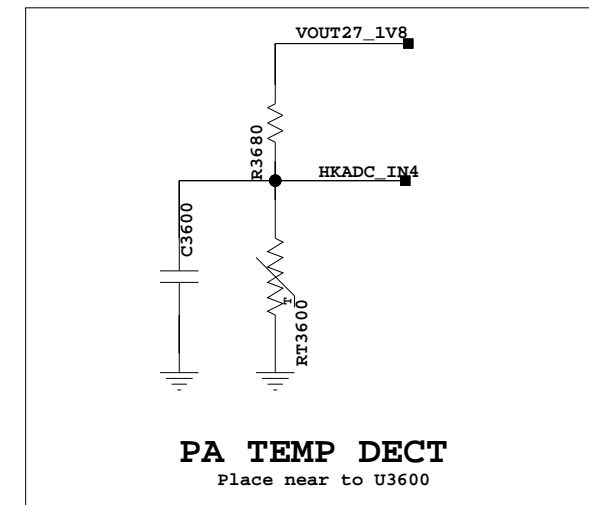 VOUT27_1V8
R3680
HKADC_IN4
C3600
T
RT3600
PA TEMP DECT
Place near to U3600